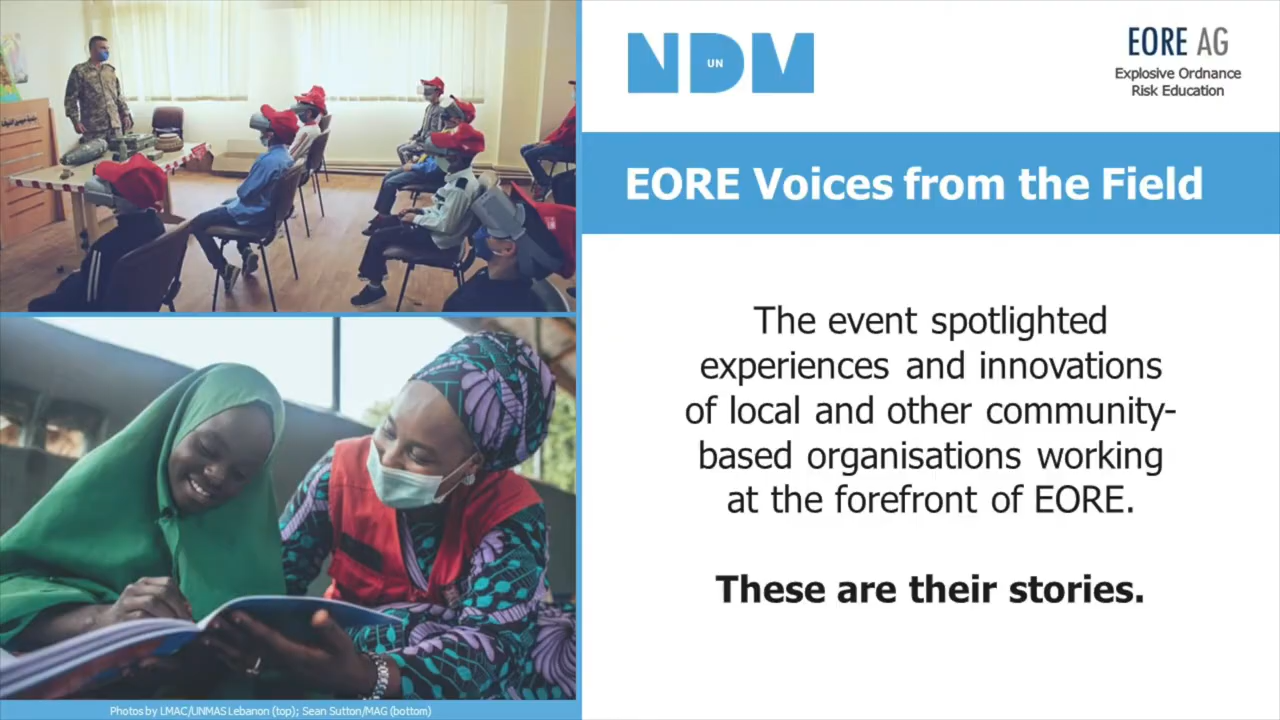 NDM
UN
EORE AG
Explosive Ordnance
Risk Education
EORE Voices from the Field
The event spotlighted
experiences and innovations
of local and other community-
based organisations working
at the forefront of EORE.
These are their stories.
Photos by LMAC/UNMAS Lebanon (top); Sean Sutton/MAG (bottom)